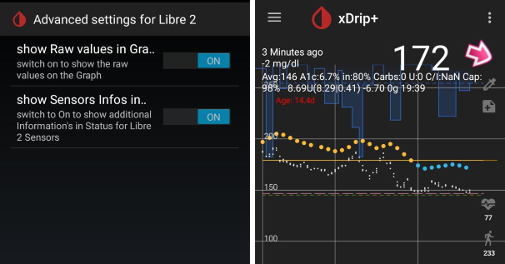 Advanced settings for Libre 2
show Raw values in Gra..
switch on to show the raw
values on the Graph
ON
show Sensors Infos in..
switch to On to show additional
Information's in Status for Libre
2 Sensors
ON
xDrip+
3 Minutes ago
-2 mg/dl
172
Avg:146 A1c:6.7% in:80% Carbs:0 U:0 C/I:NaN Cap:
98% 8.69U(8.29|0.41) -6.70 0g 19:39
Age: 14.4d
250
200
150
100
77
233